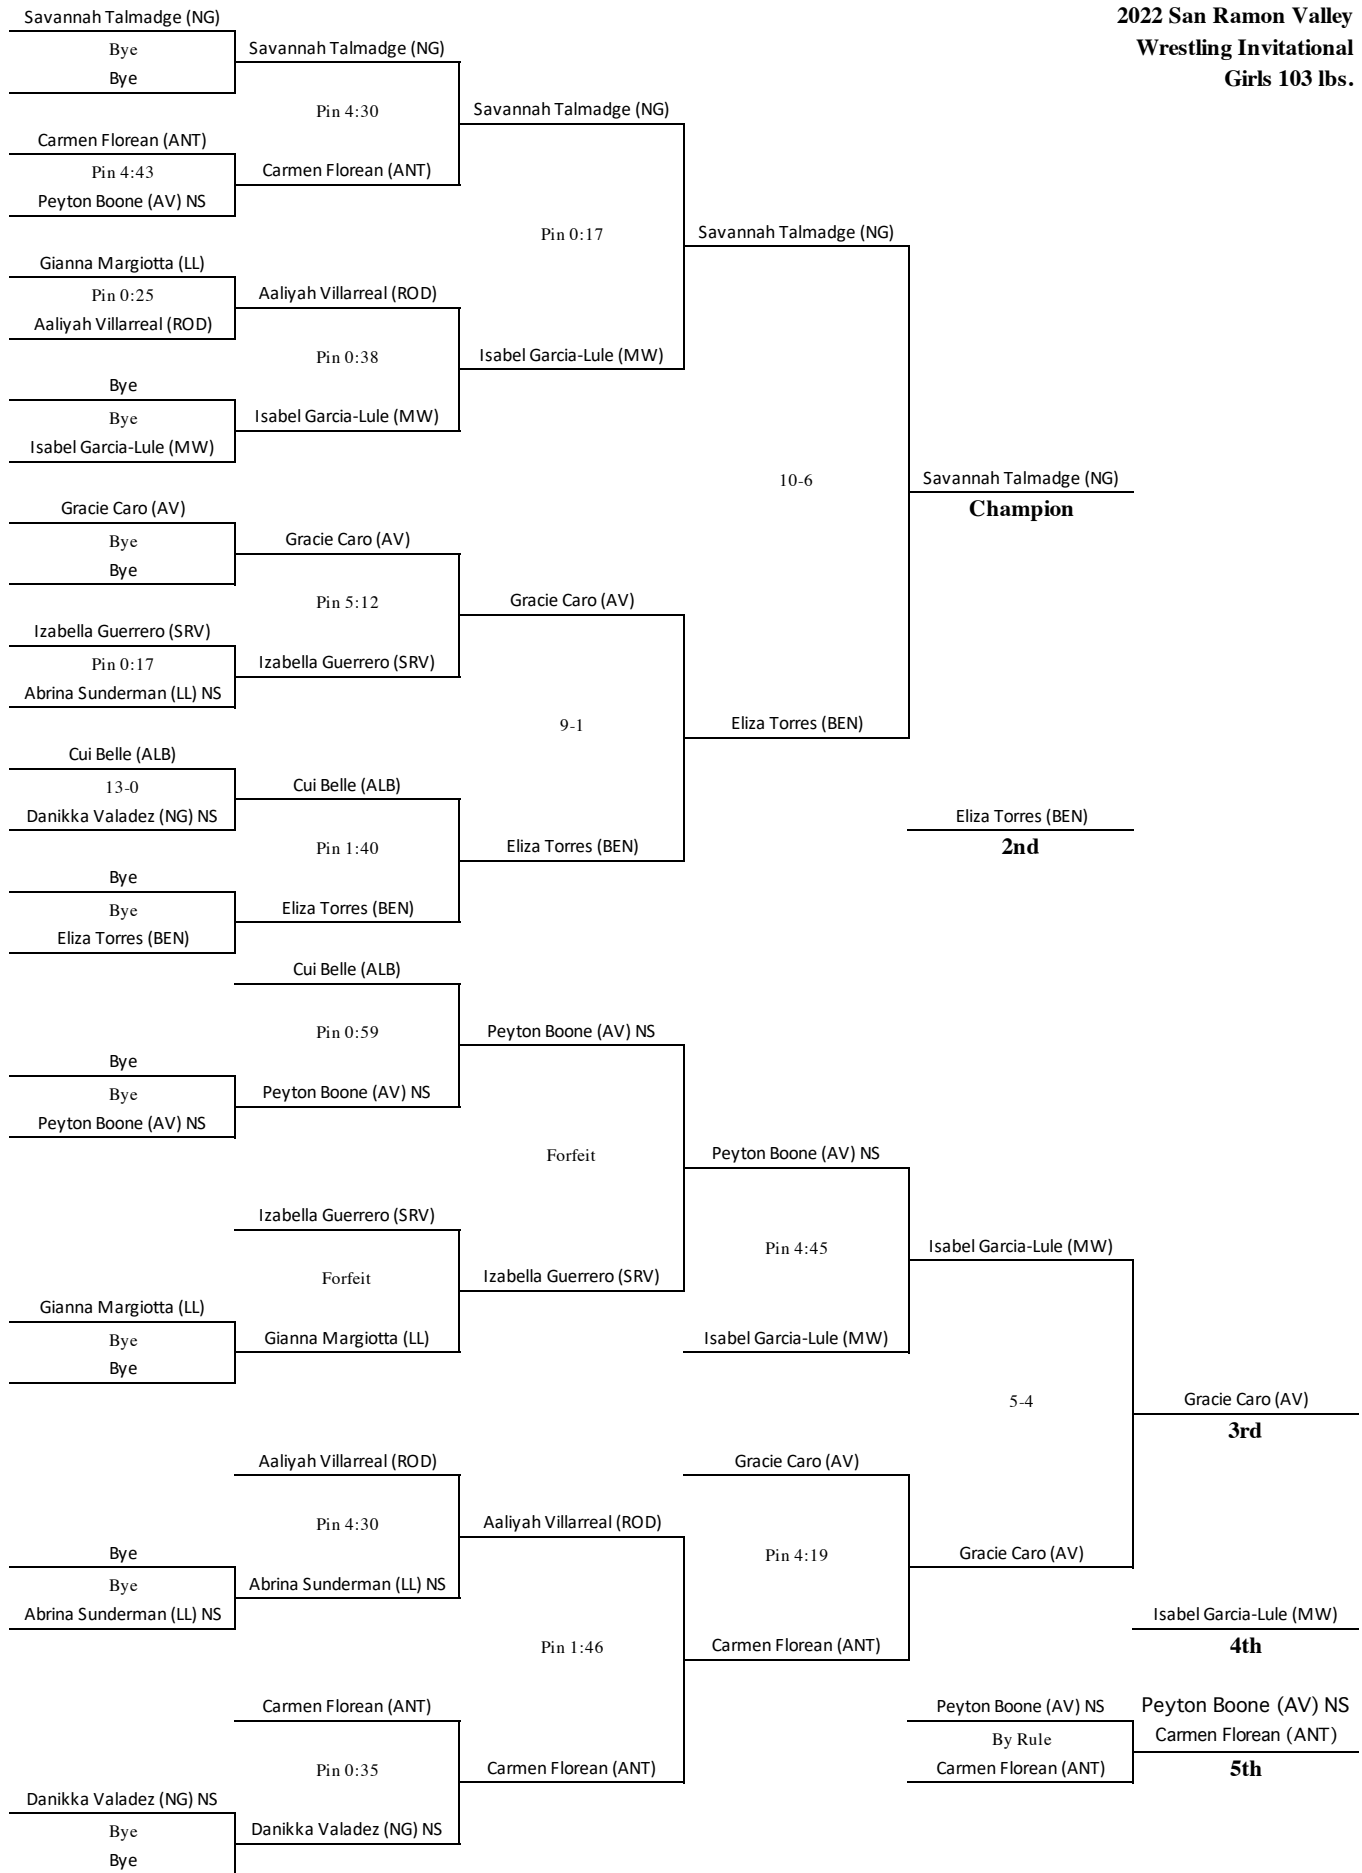 2022 San Ramon Valley
Wrestling Invitational
Girls 103 lbs.
Savannah Talmadge (NG)
Bye
Bye
Savannah Talmadge (NG)
Pin 4:30
Savannah Talmadge (NG)
Carmen Florean (ANT)
Pin 4:43
Peyton Boone (AV) NS
Carmen Florean (ANT)
Pin 0:17
Savannah Talmadge (NG)
Gianna Margiotta (LL)
Pin 0:25
Aaliyah Villarreal (ROD)
Aaliyah Villarreal (ROD)
Pin 0:38
Isabel Garcia-Lule (MW)
Bye
Bye
Isabel Garcia-Lule (MW)
Isabel Garcia-Lule (MW)
10-6
Savannah Talmadge (NG)
Champion
Gracie Caro (AV)
Bye
Bye
Gracie Caro (AV)
Pin 5:12
Gracie Caro (AV)
Izabella Guerrero (SRV)
Pin 0:17
Abrina Sunderman (LL) NS
Izabella Guerrero (SRV)
9-1
Eliza Torres (BEN)
Cui Belle (ALB)
13-0
Danikka Valadez (NG) NS
Cui Belle (ALB)
Pin 1:40
Eliza Torres (BEN)
Eliza Torres (BEN)
2nd
Bye
Bye
Eliza Torres (BEN)
Eliza Torres (BEN)
Cui Belle (ALB)
Pin 0:59
Peyton Boone (AV) NS
Bye
Bye
Peyton Boone (AV) NS
Peyton Boone (AV) NS
Forfeit
Peyton Boone (AV) NS
Izabella Guerrero (SRV)
Forfeit
Izabella Guerrero (SRV)
Pin 4:45
Isabel Garcia-Lule (MW)
Gianna Margiotta (LL)
Bye
Bye
Gianna Margiotta (LL)
Isabel Garcia-Lule (MW)
5-4
Gracie Caro (AV)
3rd
Aaliyah Villarreal (ROD)
Pin 4:30
Aaliyah Villarreal (ROD)
Gracie Caro (AV)
Pin 4:19
Gracie Caro (AV)
Bye
Bye
Abrina Sunderman (LL) NS
Abrina Sunderman (LL) NS
Pin 1:46
Carmen Florean (ANT)
Isabel Garcia-Lule (MW)
4th
Carmen Florean (ANT)
Pin 0:35
Carmen Florean (ANT)
Peyton Boone (AV) NS
By Rule
Carmen Florean (ANT)
Peyton Boone (AV) NS
Carmen Florean (ANT)
5th
Danikka Valadez (NG) NS
Bye
Bye
Danikka Valadez (NG) NS